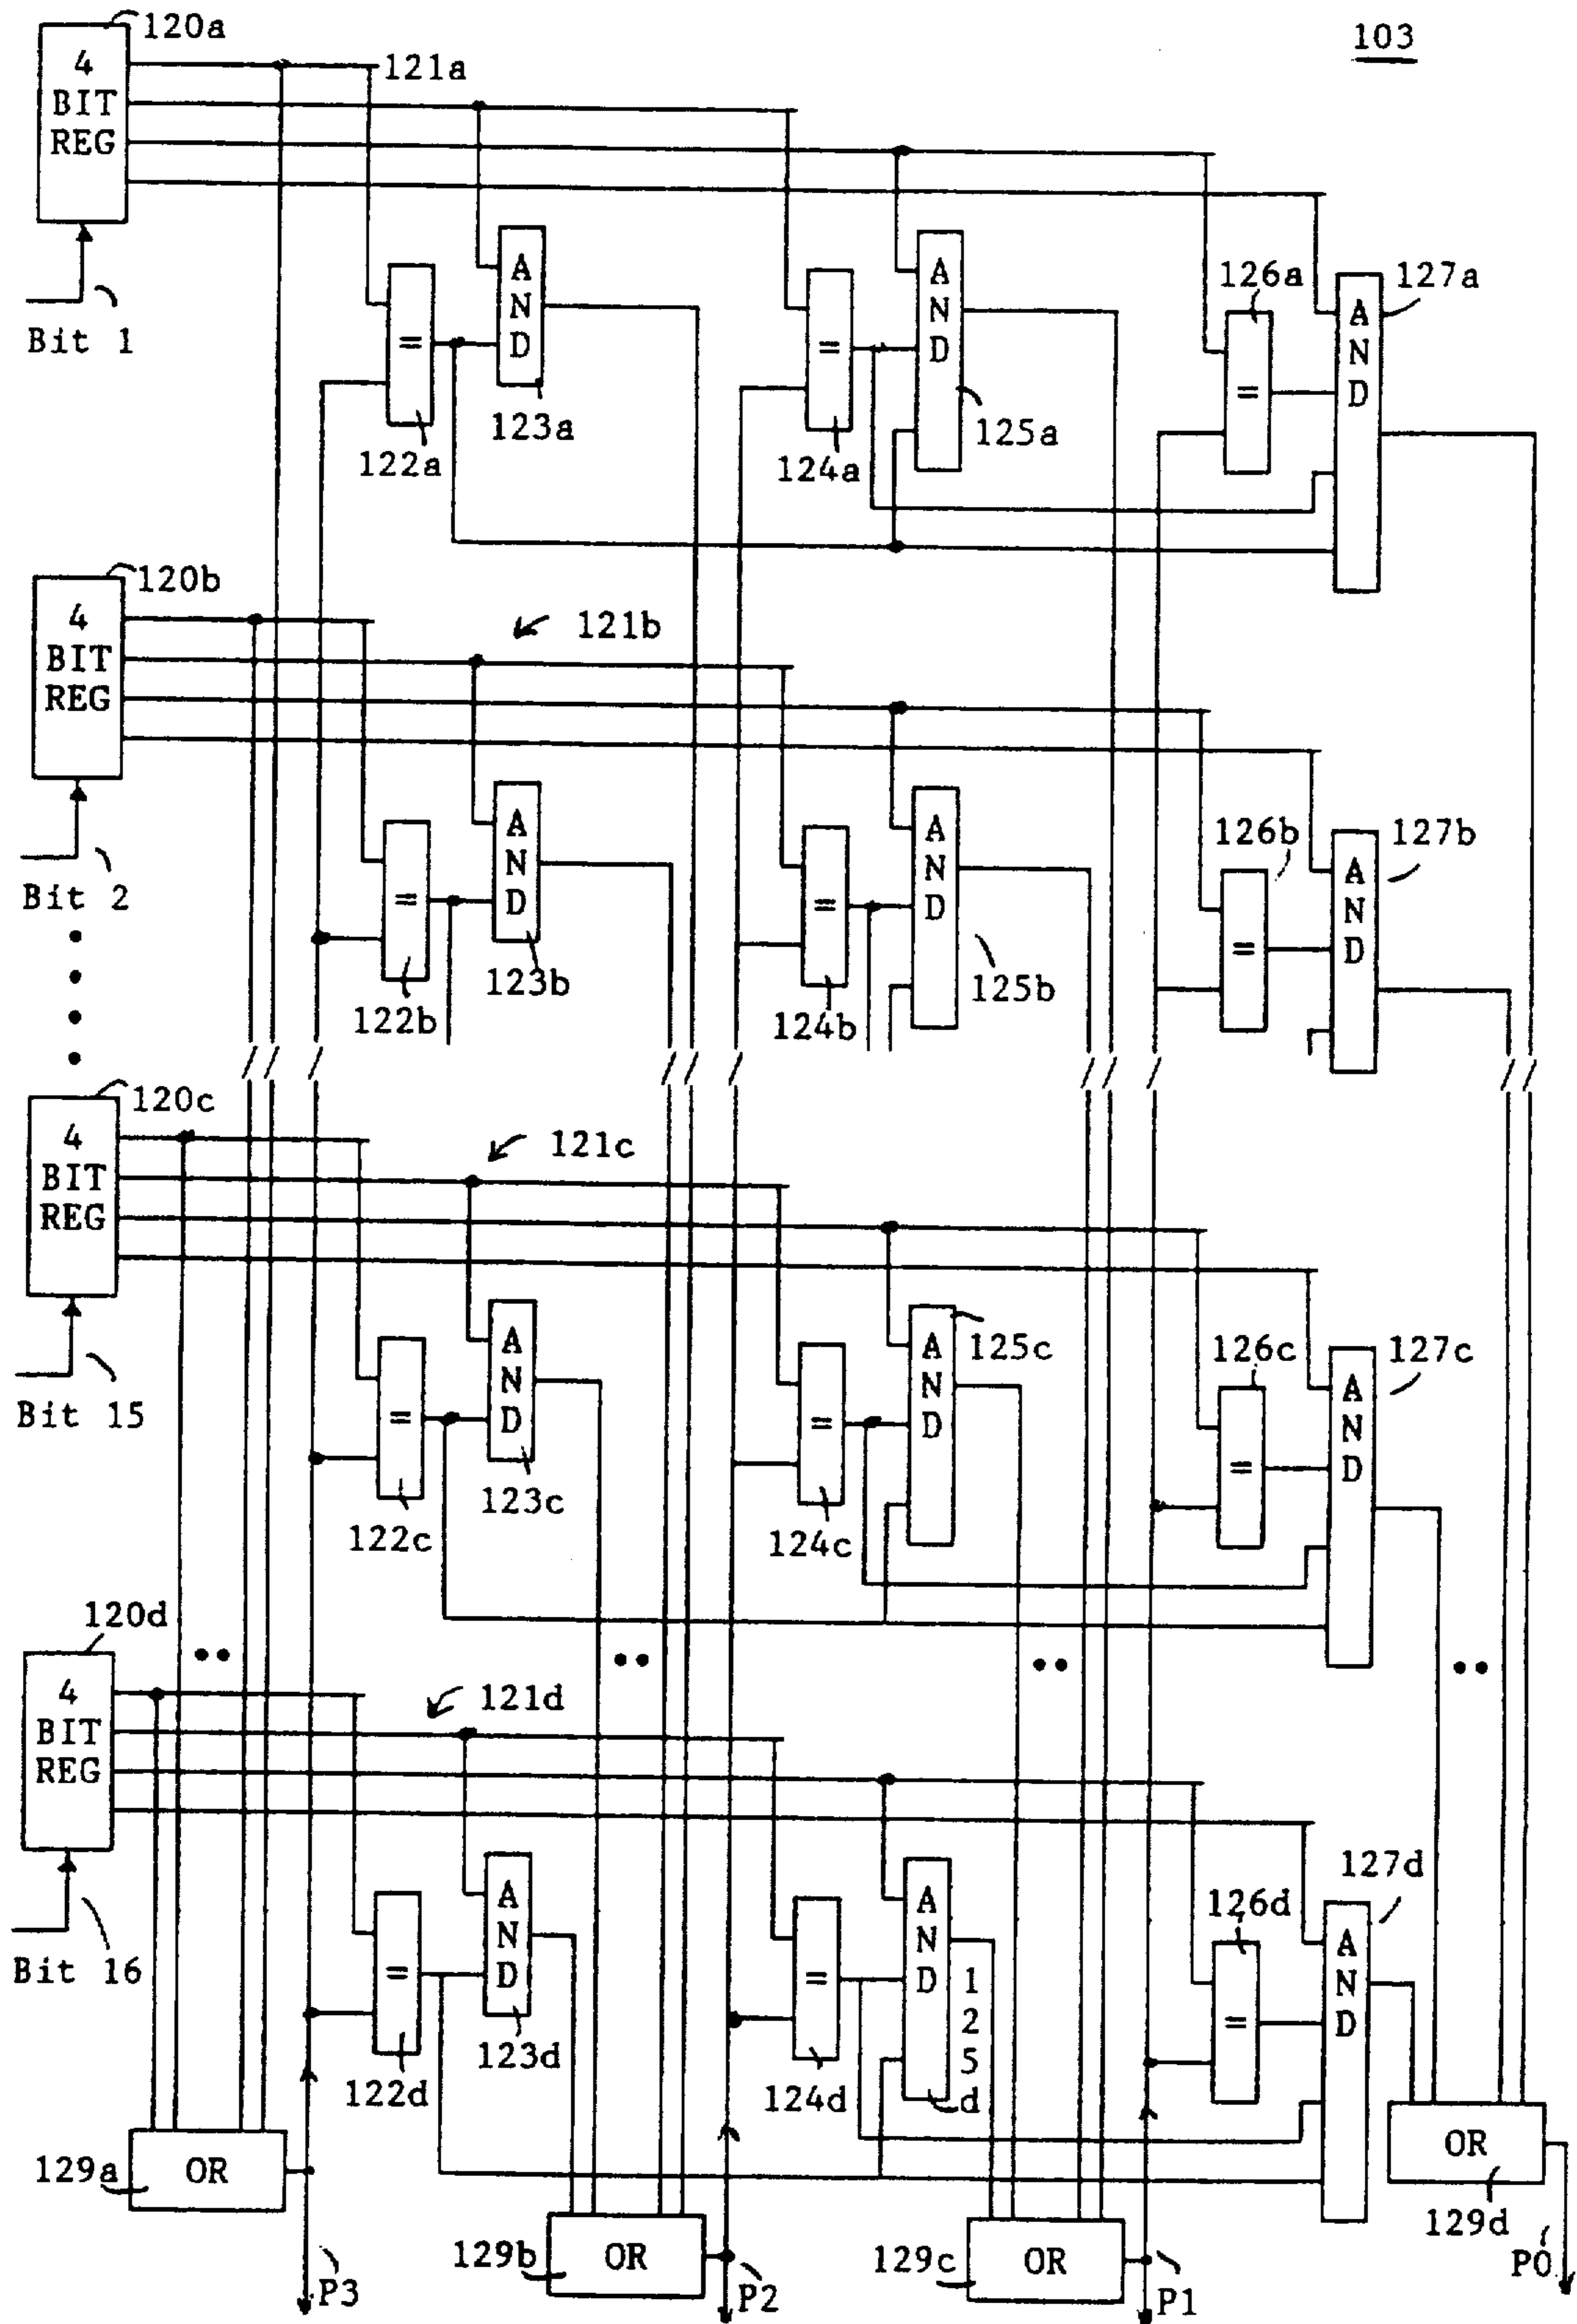 103
120a
4
BIT
REG
121a
Bit 1
=
122a
AND
123a
=
124a
AND
125a
126a
=
127a
AND
120b
4
BIT
REG
121b
Bit 2
=
122b
AND
123b
=
124b
AND
125b
126b
=
127b
AND
120c
4
BIT
REG
121c
Bit 15
=
122c
AND
123c
=
124c
AND
125c
126c
=
127c
AND
120d
4
BIT
REG
121d
Bit 16
=
122d
AND
123d
=
124d
AND
125d
126d
=
127d
AND
129a
OR
P3
129b
OR
P2
129c
OR
P1
OR
129d
P0